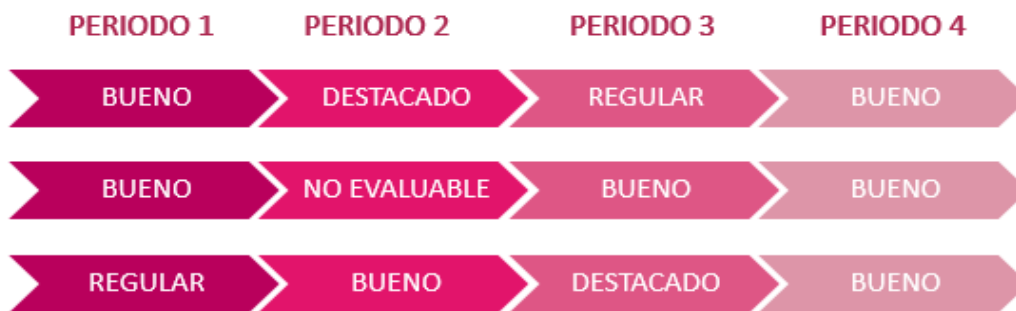 PERIODO 1 PERIODO 2 PERIODO 3 PERIODO 4
BUENO DESTACADO REGULAR BUENO
BUENO NO EVALUABLE BUENO BUENO
REGULAR BUENO DESTACADO BUENO